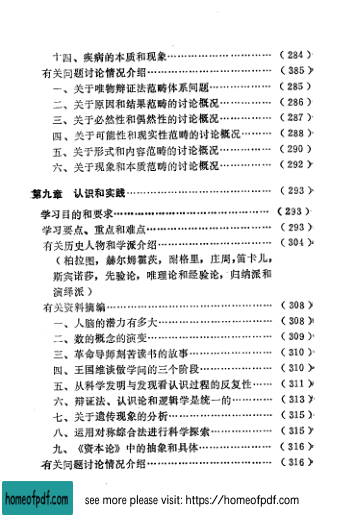 十四、疾病的本质和现象…………………………（284）
有关问题讨论情况介绍……………………………（385）
一、关于唯物辩证法范畴体系问题………………（285）
二、关于原因和结果范畴的讨论概况……………（286）
三、关于必然性和偶然性的讨论概况……………（287）
四、关于可能性和现实性范畴的讨论概况………（288）
五、关于形式和内容范畴的讨论概况……………（290）
六、关于现象和本质范畴的讨论概况……………（292）
第九章 认识和实践………………………………（293）
学习目的和要求……………………………………（293）
学习要点、重点和难点……………………………（293）
有关历史人物和学派介绍…………………………（304）
（柏拉图，赫尔姆霍茨，耐格里，庄周，笛卡儿，
斯宾诺莎，先验论，唯理论和经验论，归纳派和
演绎派）
有关资料摘编………………………………………（308）
一、人脑的潜力有多大……………………………（308）
二、数的概念的演变………………………………（309）
三、革命导师刻苦读书的故事……………………（310）
四、王国维谈做学问的三个阶段…………………（310）
五、从科学发明与发现看认识过程的反复性……（311）
六、辩证法、认识论和逻辑学是统一的…………（313）
七、关于遗传现象的分析…………………………（315）
八、运用对称综合法进行科学探索………………（315）
九、《资本论》中的抽象和具体…………………（316）
有关问题讨论情况介绍……………………………（316）
homeofpdf.com see more please visit: https://homeofpdf.com